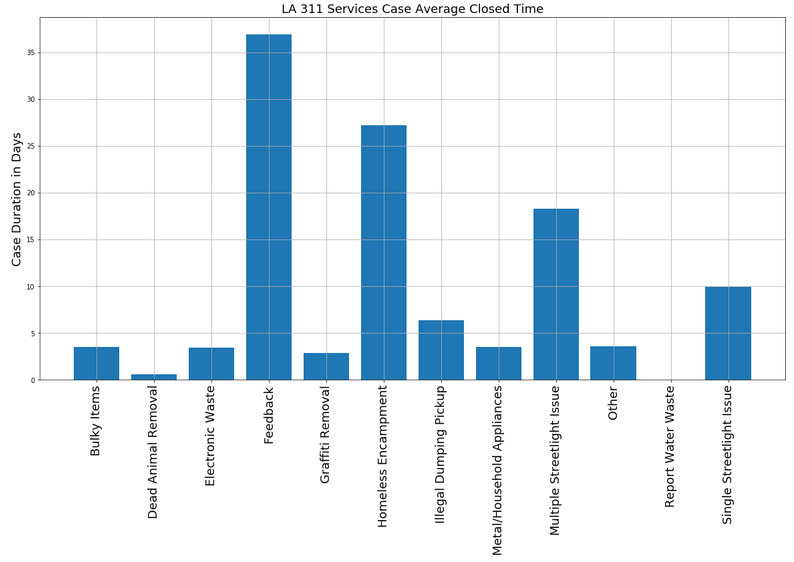 LA 311 Services Case Average Closed Time
Case Duration in Days
35
30
25
20
15
10
5
0
Bulky Items
Dead Animal Removal
Electronic Waste
Feedback
Graffiti Removal
Homeless Encampment
Illegal Dumping Pickup
Metal/Household Appliances
Multiple Streetlight Issue
Other
Report Water Waste
Single Streetlight Issue